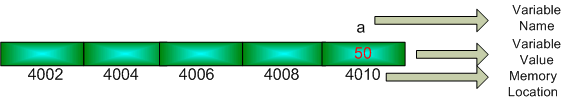 Variable
Name
a
50
Variable
Value
4002 4004 4006 4008 4010
Memory
Location